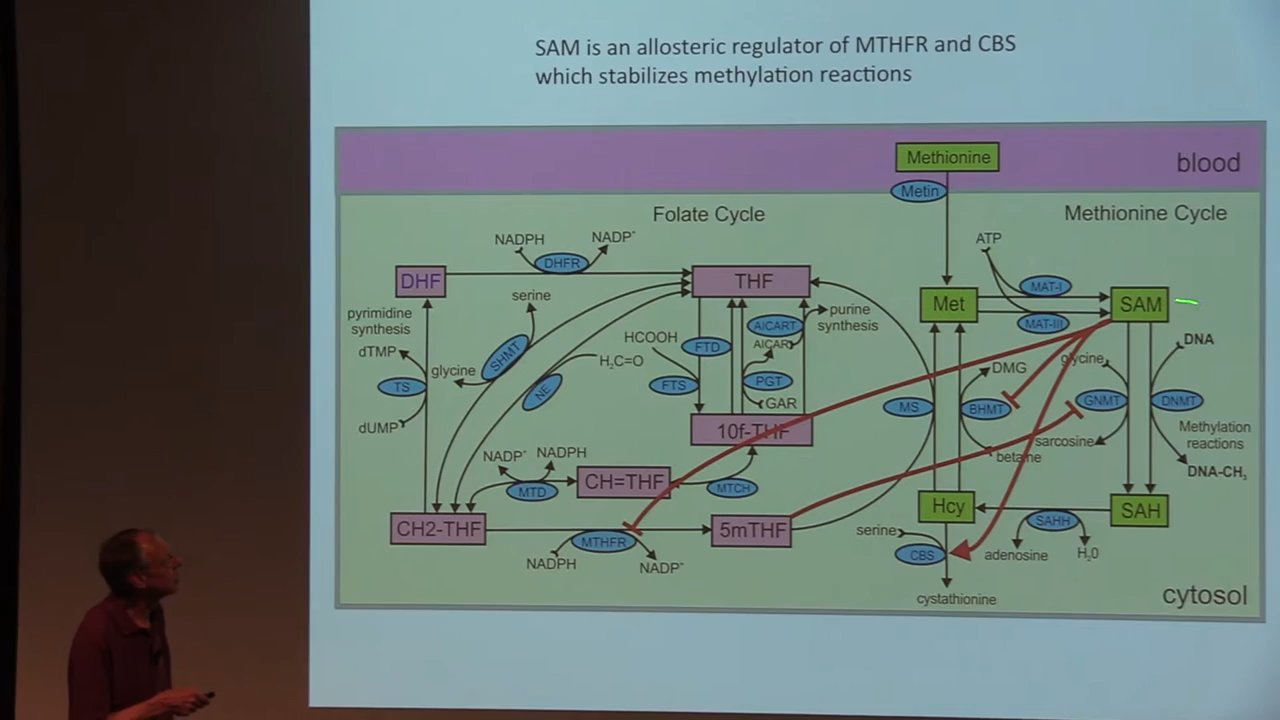 SAM is an allosteric regulator of MTHFR and CBS
which stabilizes methylation reactions
Methionine
blood
Metin
Folate Cycle
Methionine Cycle
NADPH
NADP⁺
DHFR
ATP
DHF
THF
MAT-I
Met
SAM
MAT-III
serine
pyrimidine
synthesis
purine
synthesis
AICART
AICAR
HCOOH
FTD
H₂C=O
SHMT
dTMP
glycine
TS
NE
FTS
PGT
GAR
dUMP
10f-THF
DMG
MS
BHMT
betaine
glycine
GNMT
sarcosine
DNA
DNMT
Methylation
reactions
DNA-CH₃
NADP⁺
NADPH
MTD
CH=THF
MTCH
CH2-THF
MTHFR
NADPH
NADP⁺
5mTHF
Hcy
SAH
serine
CBS
SAHH
adenosine
H₂0
cystathionine
cytosol